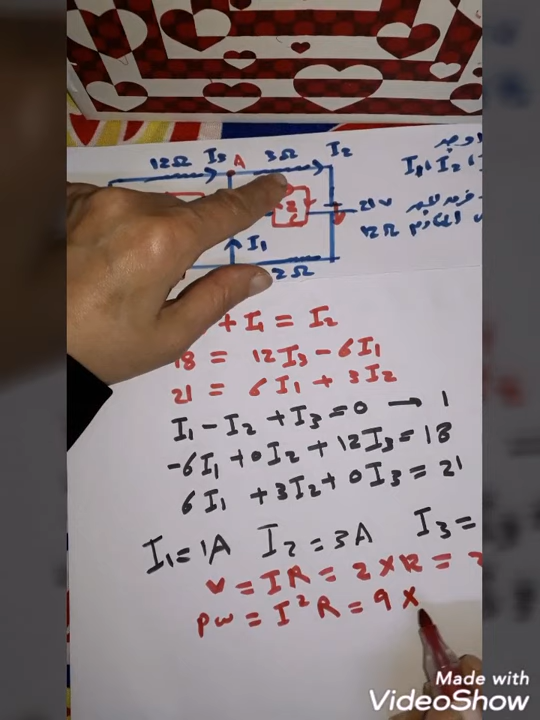 12Ω I3 A 3Ω I2
21V
12Ω
I1
2Ω
+ I1 = I2
18 = 12I3 - 6I1
21 = 6I1 + 3I2
I1 - I2 + I3 = 0 → 1
-6I1 + 0I2 + 12I3 = 18
6I1 + 3I2 + 0I3 = 21
I1 = 1A I2 = 3A I3 =
V = IR = 2 × 12 =
pw = I²R = 9 ×
Made with
VideoShow